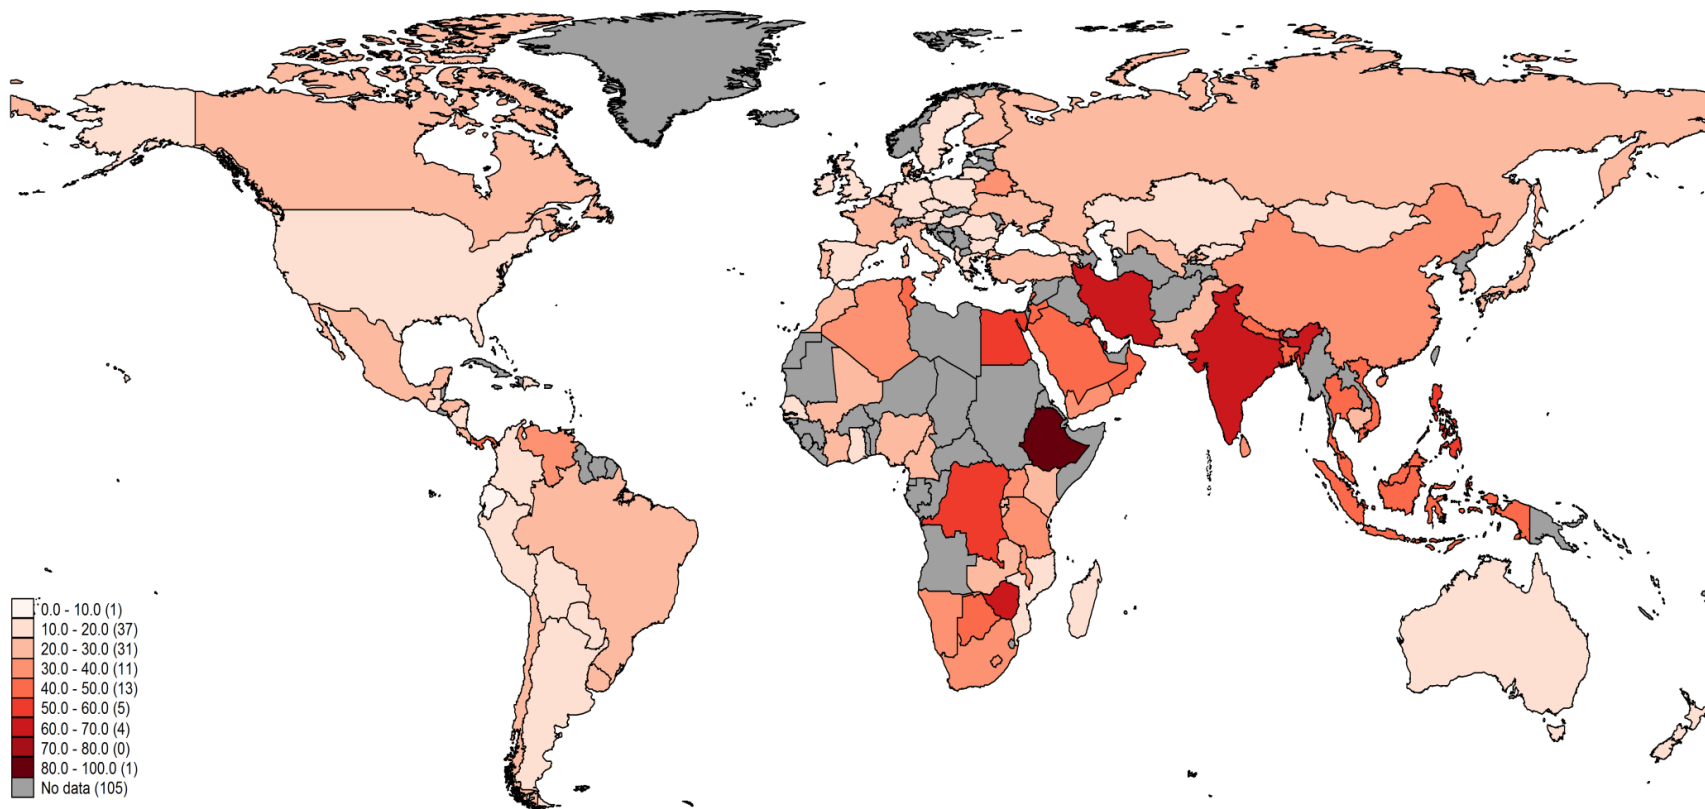 0.0 - 10.0 (1)
10.0 - 20.0 (37)
20.0 - 30.0 (31)
30.0 - 40.0 (11)
40.0 - 50.0 (13)
50.0 - 60.0 (5)
60.0 - 70.0 (4)
70.0 - 80.0 (0)
80.0 - 100.0 (1)
No data (105)